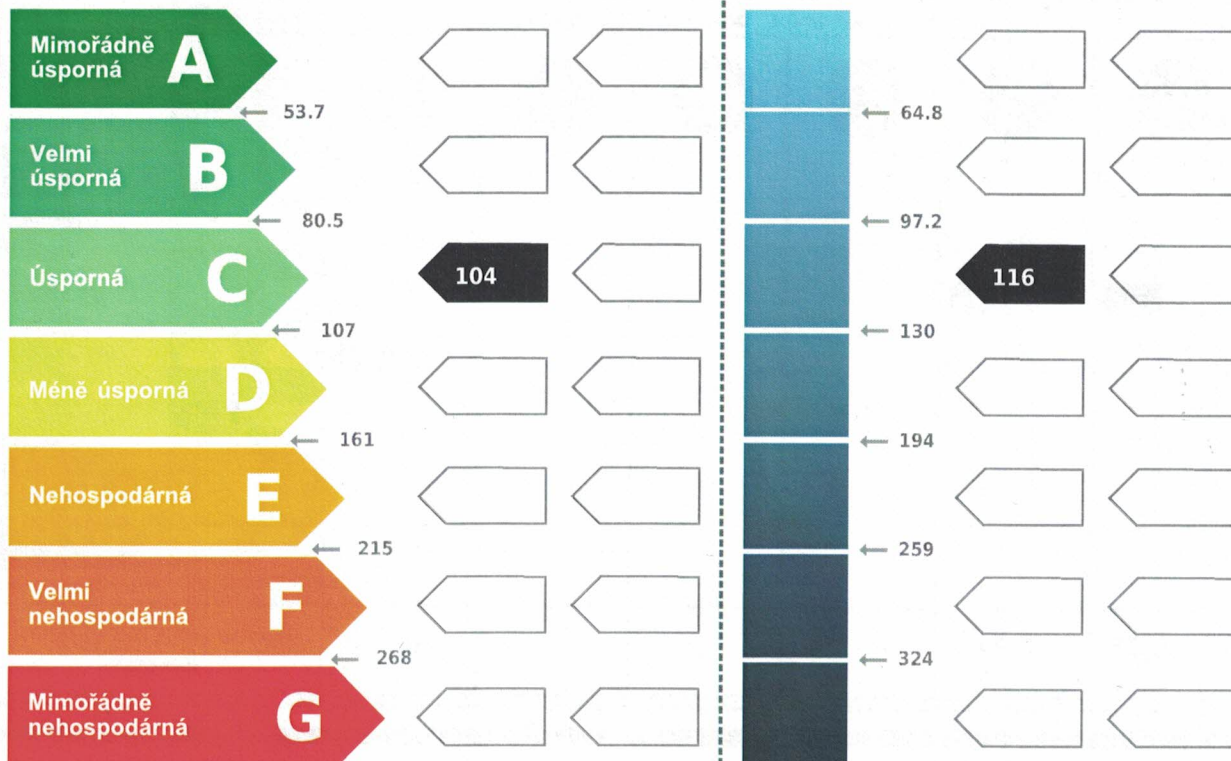 Mimořádně
úsporná
A
53.7
64.8
Velmi
úsporná
B
80.5
97.2
Úsporná
C
104
116
107
130
Méně úsporná
D
161
194
Nehospodárná
E
215
259
Velmi
nehospodárná
F
268
324
Mimořádně
nehospodárná
G